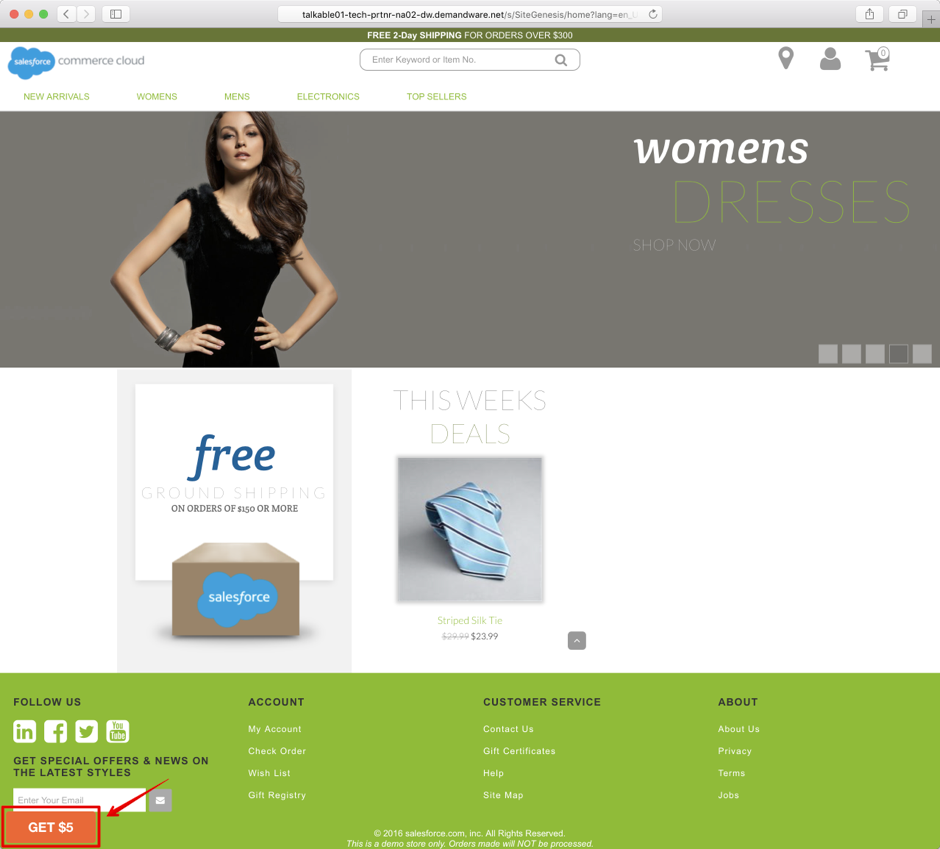 talkable01-tech-prtnr-na02-dw.demandware.net/s/SiteGenesis/home?lang=en_
FREE 2-Day SHIPPING FOR ORDERS OVER $300
salesforce commerce cloud
Enter Keyword or Item No.
0
NEW ARRIVALS WOMENS MENS ELECTRONICS TOP SELLERS
womens
DRESSES
SHOP NOW
free
GROUND SHIPPING
ON ORDERS OF $150 OR MORE
salesforce
THIS WEEKS
DEALS
Striped Silk Tie
$29.99 $23.99
FOLLOW US
in f You Tube
GET SPECIAL OFFERS & NEWS ON
THE LATEST STYLES
Enter Your Email
GET $5
ACCOUNT
My Account
Check Order
Wish List
Gift Registry
CUSTOMER SERVICE
Contact Us
Gift Certificates
Help
Site Map
ABOUT
About Us
Privacy
Terms
Jobs
© 2016 salesforce.com, inc. All Rights Reserved.
This is a demo store only. Orders made will NOT be processed.